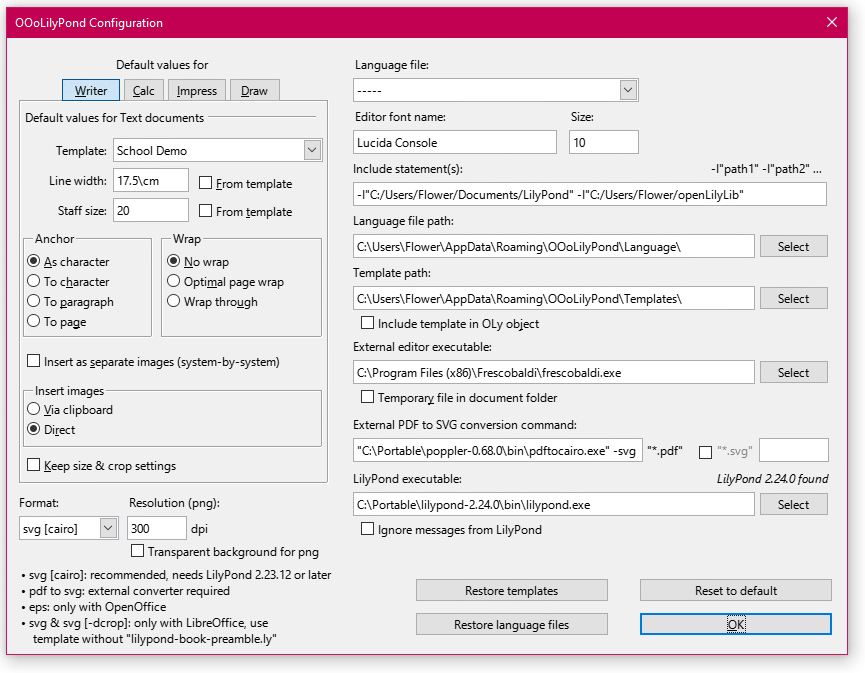 OOoLilyPond Configuration
Default values for
Writer
Calc
Impress
Draw
Default values for Text documents
Template:
School Demo
Line width:
17.5\cm
From template
Staff size:
20
From template
Anchor
As character
To character
To paragraph
To page
Wrap
No wrap
Optimal page wrap
Wrap through
Insert as separate images (system-by-system)
Insert images
Via clipboard
Direct
Keep size & crop settings
Format:
svg [cairo]
Resolution (png):
300
dpi
Transparent background for png
• svg [cairo]: recommended, needs LilyPond 2.23.12 or later
• pdf to svg: external converter required
• eps: only with OpenOffice
• svg & svg [-dcrop]: only with LibreOffice, use
template without "lilypond-book-preamble.ly"
Language file:
-----
Editor font name:
Size:
Lucida Console
10
Include statement(s):
-I"path1" -I"path2" ...
-I"C:/Users/Flower/Documents/LilyPond" -I"C:/Users/Flower/openLilyLib"
Language file path:
C:\Users\Flower\AppData\Roaming\OOoLilyPond\Language\
Select
Template path:
C:\Users\Flower\AppData\Roaming\OOoLilyPond\Templates\
Select
Include template in OLy object
External editor executable:
C:\Program Files (x86)\Frescobaldi\frescobaldi.exe
Select
Temporary file in document folder
External PDF to SVG conversion command:
"C:\Portable\poppler-0.68.0\bin\pdftocairo.exe" -svg
"*.pdf"
"*.svg"
LilyPond executable:
LilyPond 2.24.0 found
C:\Portable\lilypond-2.24.0\bin\lilypond.exe
Select
Ignore messages from LilyPond
Restore templates
Reset to default
Restore language files
OK